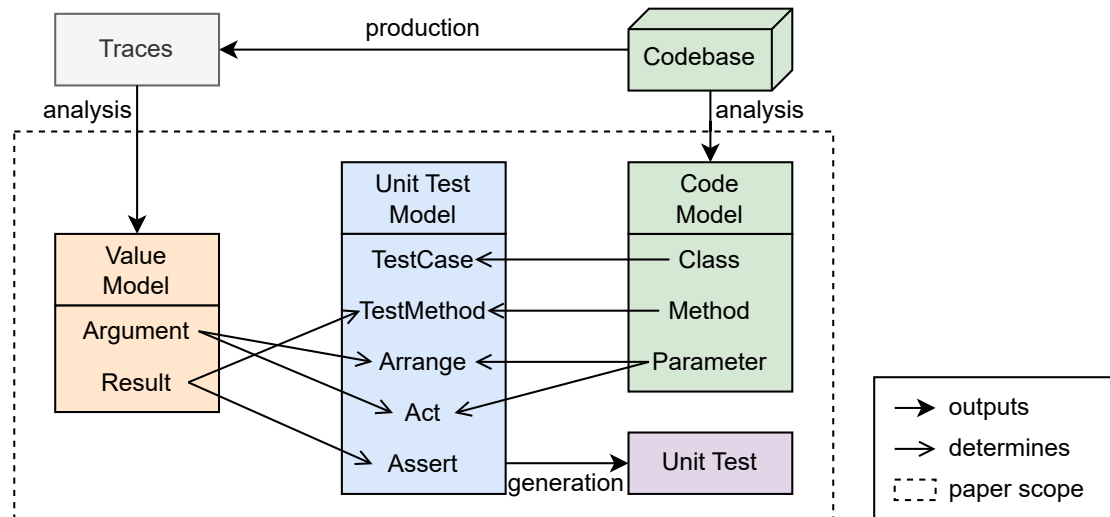 Traces
production
Codebase
analysis
analysis
Value
Model
Argument
Result
Unit Test
Model
TestCase
TestMethod
Arrange
Act
Assert
Code
Model
Class
Method
Parameter
generation
Unit Test
outputs
determines
paper scope